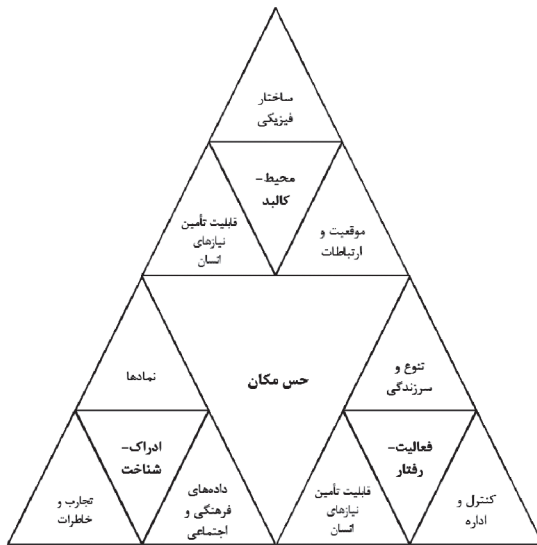 ساختار
فیزیکی
محیط-
کالبد
موقعیت و
ارتباطات
قابلیت تأمین
نیازهای
انسان
حس مکان
تنوع و
سرزندگی
نمادها
فعالیت-
رفتار
ادراک-
شناخت
کنترل و
اداره
قابلیت تأمین
نیازهای
انسان
داده‌های
فرهنگی و
اجتماعی
تجارب و
خاطرات